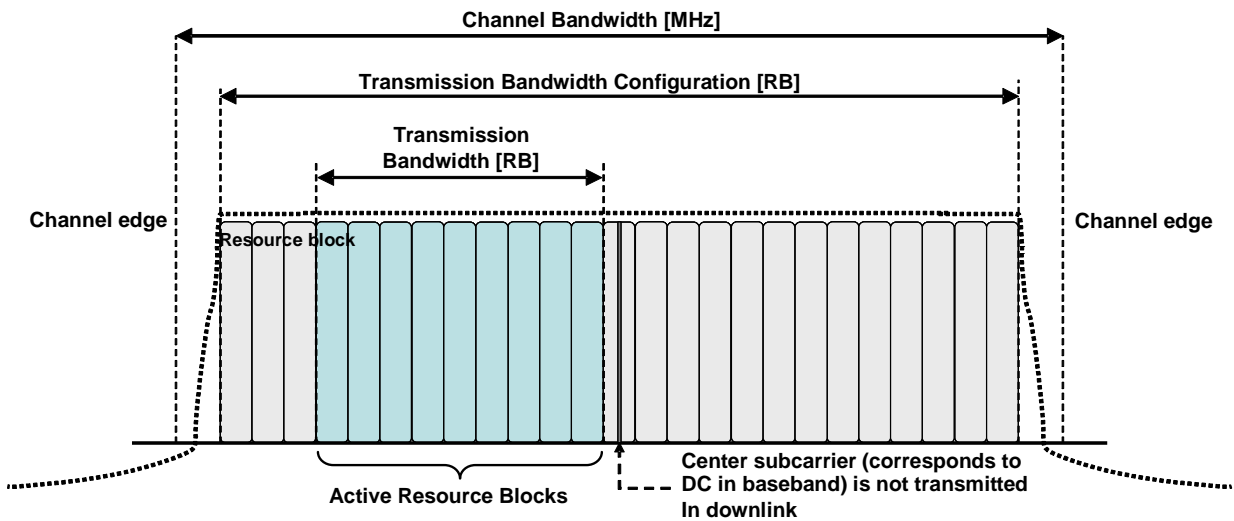 Channel Bandwidth [MHz]
Transmission Bandwidth Configuration [RB]
Transmission
Bandwidth [RB]
Channel edge
Channel edge
Resource block
Center subcarrier (corresponds to
DC in baseband) is not transmitted
In downlink
Active Resource Blocks